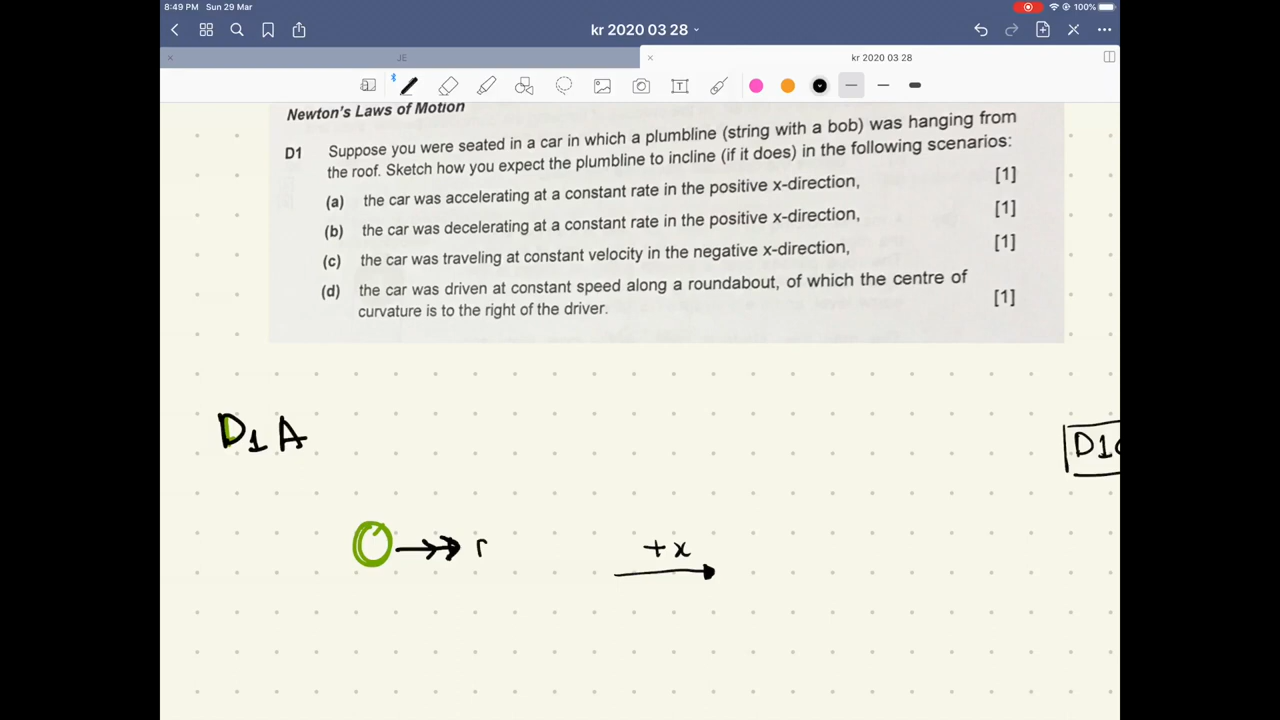 8:49 PM Sun 29 Mar
100%
kr 2020 03 28
JE
kr 2020 03 28
Newton's Laws of Motion
D1 Suppose you were seated in a car in which a plumbline (string with a bob) was hanging from
the roof. Sketch how you expect the plumbline to incline (if it does) in the following scenarios:
(a) the car was accelerating at a constant rate in the positive x-direction, [1]
(b) the car was decelerating at a constant rate in the positive x-direction, [1]
(c) the car was traveling at constant velocity in the negative x-direction, [1]
(d) the car was driven at constant speed along a roundabout, of which the centre of
curvature is to the right of the driver. [1]
D1 A
D1
+x